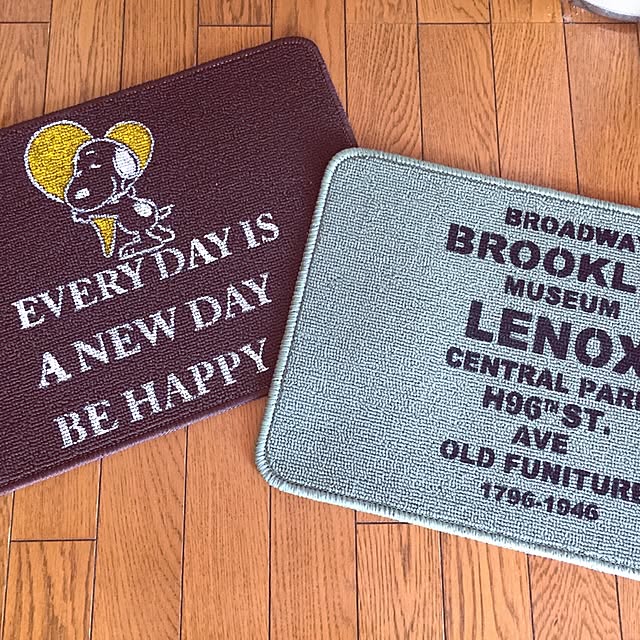 EVERY DAY IS
A NEW DAY
BE HAPPY
BROADWA
BROOKL
MUSEUM
LENOX
CENTRAL PARK
H96TH ST.
AVE
OLD FUNITURE
1796-1946